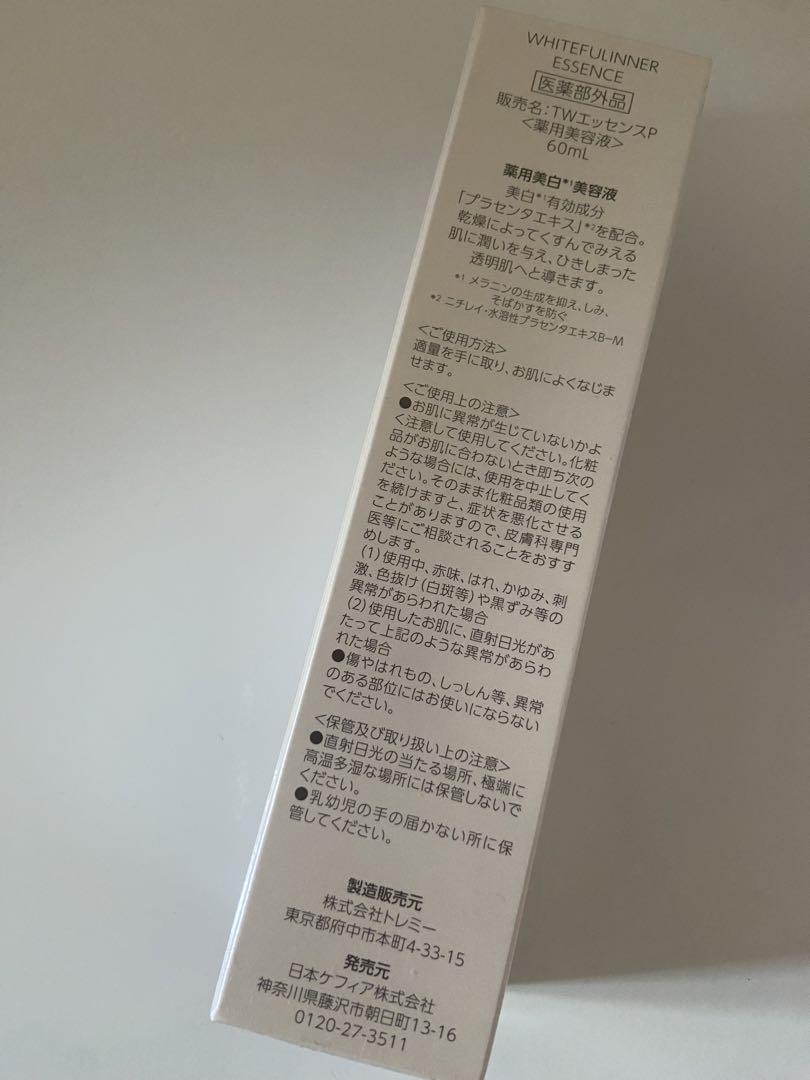 WHITEFULINNER
ESSENCE
医薬部外品
販売名：TWエッセンスP
＜薬用美容液＞
60mL
薬用美白*1美容液
美白*1有効成分
「プラセンタエキス」*2を配合。
乾燥によってくすんでみえる
肌に潤いを与え、ひきしまった
透明肌へと導きます。
*1 メラニンの生成を抑え、しみ、
そばかすを防ぐ
*2 ニチレイ・水溶性プラセンタエキスB-M
＜ご使用方法＞
適量を手に取り、お肌によくなじま
せます。
＜ご使用上の注意＞
●お肌に異常が生じていないかよ
く注意して使用してください。化粧
品がお肌に合わないとき即ち次の
ような場合には、使用を中止してく
ださい。そのまま化粧品類の使用
を続けますと、症状を悪化させる
ことがありますので、皮膚科専門
医等にご相談されることをおすす
めします。
(1)使用中、赤味、はれ、かゆみ、刺
激、色抜け(白斑等)や黒ずみ等の
異常があらわれた場合
(2)使用したお肌に、直射日光があ
たって上記のような異常があらわ
れた場合
●傷やはれもの、しっしん等、異常
のある部位にはお使いにならない
でください。
＜保管及び取り扱い上の注意＞
●直射日光の当たる場所、極端に
高温多湿な場所には保管しないで
ください。
●乳幼児の手の届かない所に保
管してください。
製造販売元
株式会社トレミー
東京都府中市本町4-33-15
発売元
日本ケフィア株式会社
神奈川県藤沢市朝日町13-16
0120-27-3511